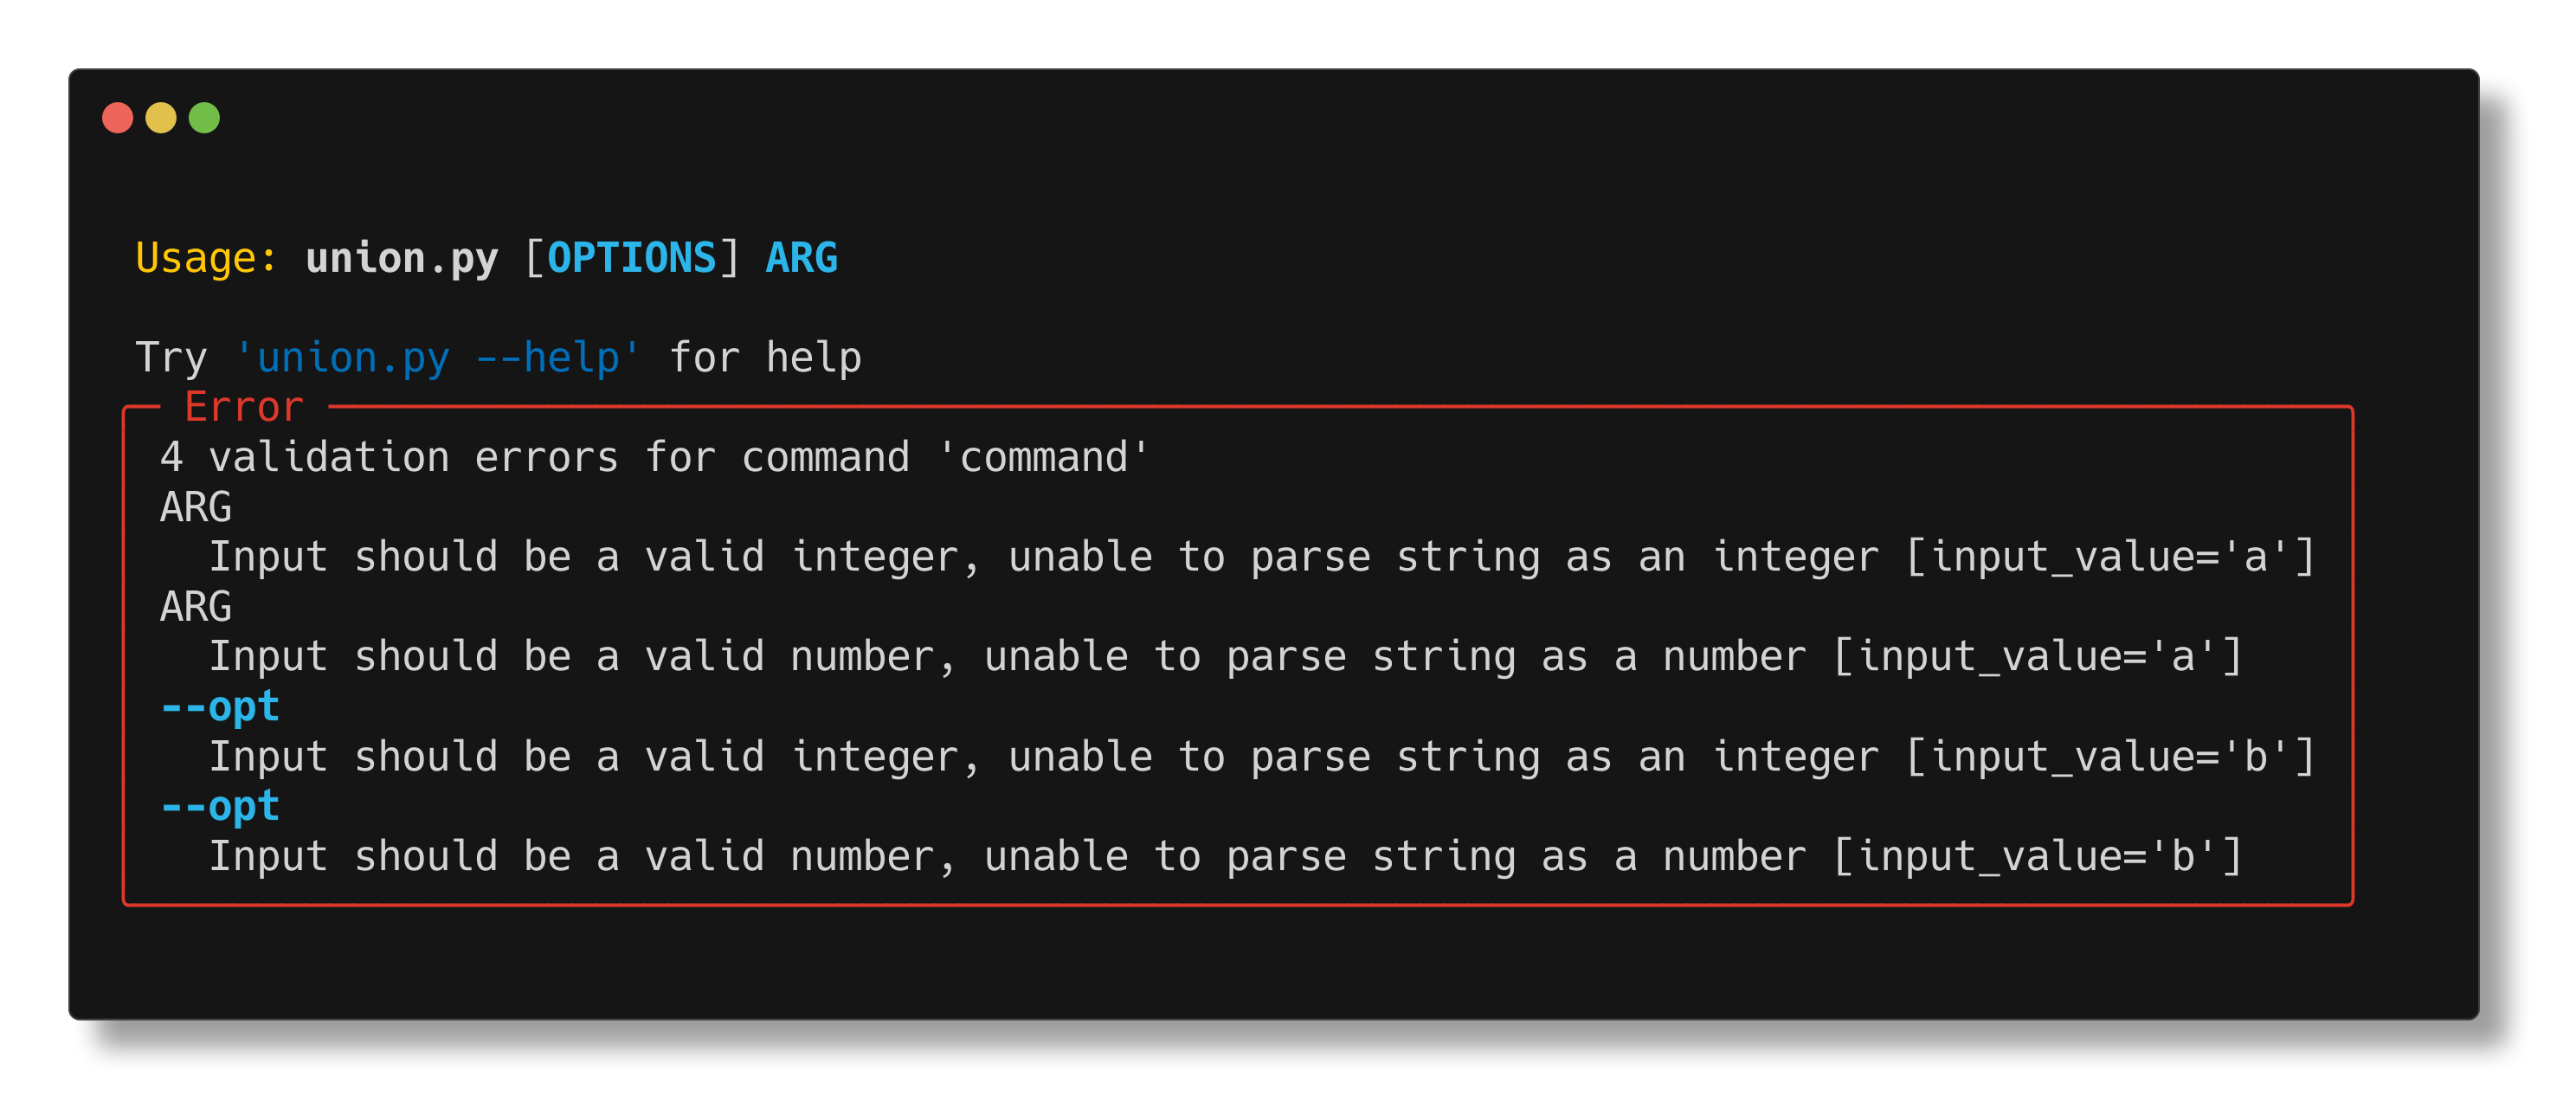 Usage: union.py [OPTIONS] ARG
Try 'union.py --help' for help
Error
4 validation errors for command 'command'
ARG
Input should be a valid integer, unable to parse string as an integer [input_value='a']
ARG
Input should be a valid number, unable to parse string as a number [input_value='a']
--opt
Input should be a valid integer, unable to parse string as an integer [input_value='b']
--opt
Input should be a valid number, unable to parse string as a number [input_value='b']